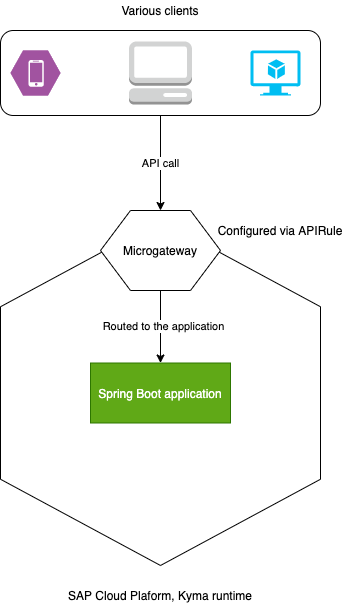 Various clients
API call
Configured via APIRule
Microgateway
Routed to the application
Spring Boot application
SAP Cloud Plaform, Kyma runtime